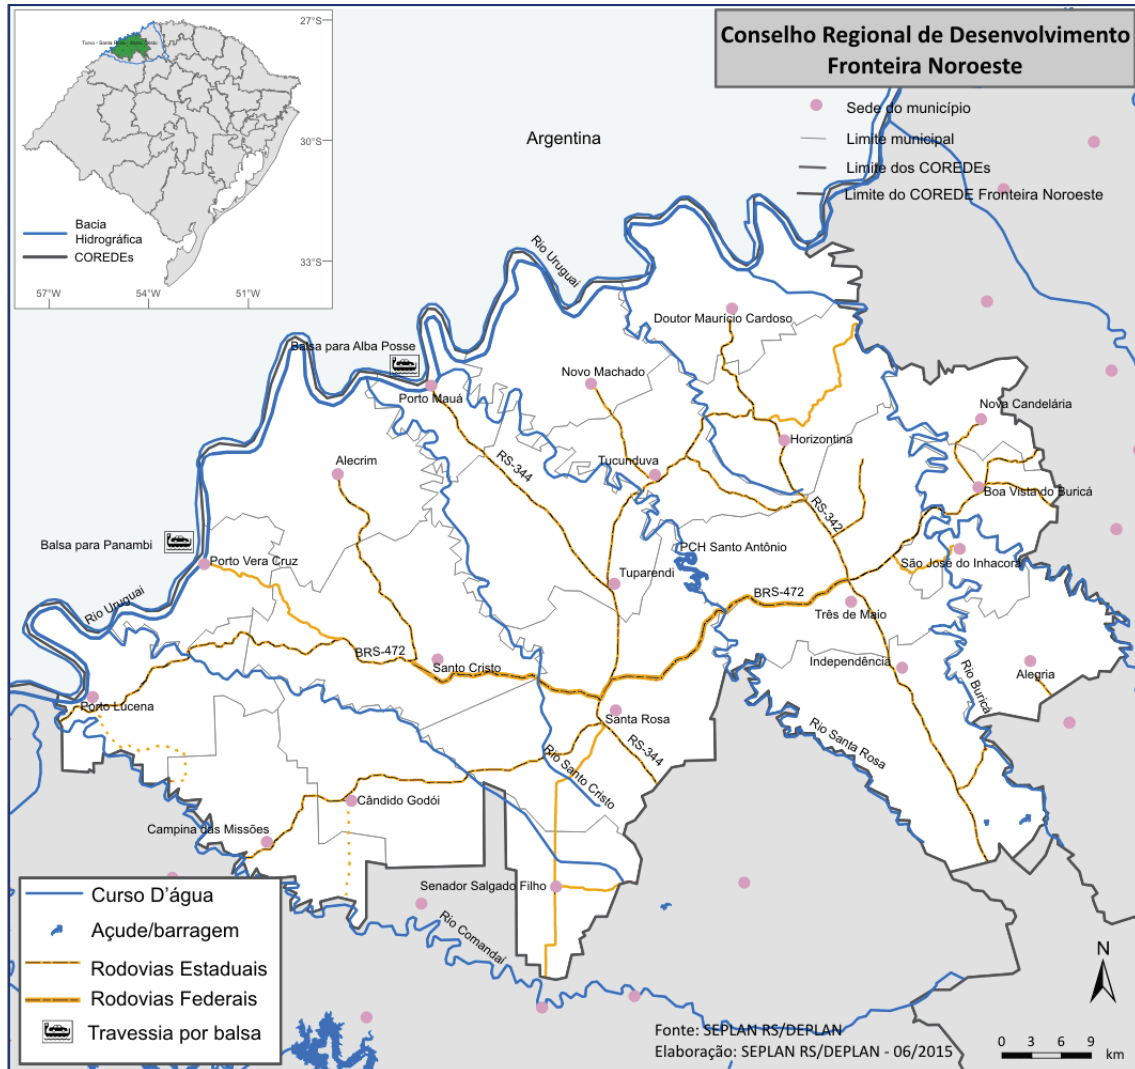 Conselho Regional de Desenvolvimento
Fronteira Noroeste
27°S
30°S
33°S
57°W
54°W
51°W
Bacia
Hidrográfica
COREDEs
Argentina
Sede do município
Limite municipal
Limite dos COREDEs
Limite do COREDE Fronteira Noroeste
Rio Uruguai
Doutor Maurício Cardoso
Balsa para Alba Posse
Novo Machado
Porto Mauá
Nova Candelária
Horizontina
Alecrim
RS-344
Tucunduva
Boa Vista do Buricá
RS-342
Balsa para Panambi
PCH Santo Antônio
Porto Vera Cruz
São José do Inhacorá
Tuparendi
Rio Uruguai
BRS-472
Três de Maio
BRS-472
Santo Cristo
Independência
Alegria
Rio Buricá
Porto Lucena
Santa Rosa
Rio Santa Rosa
RS-344
Rio Santo Cristo
Cândido Godói
Campina das Missões
Senador Salgado Filho
Rio Comandaí
Curso D'água
Açude/barragem
Rodovias Estaduais
Rodovias Federais
Travessia por balsa
N
Fonte: SEPLAN RS/DEPLAN
Elaboração: SEPLAN RS/DEPLAN - 06/2015
0 3 6 9 km